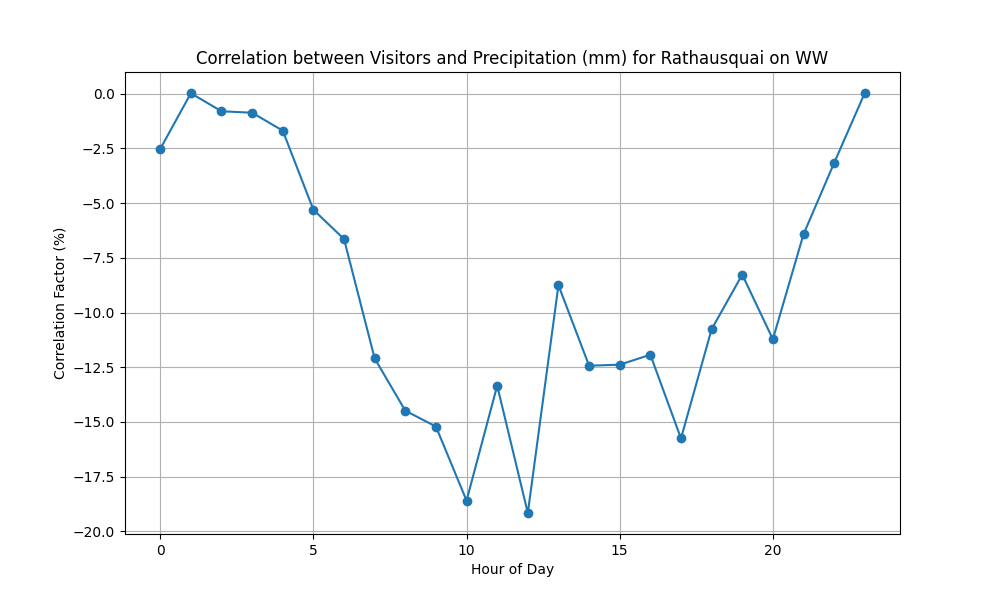 Correlation between Visitors and Precipitation (mm) for Rathausquai on WW
0.0
−2.5
−5.0
−7.5
−10.0
−12.5
−15.0
−17.5
−20.0
Correlation Factor (%)
0 5 10 15 20
Hour of Day